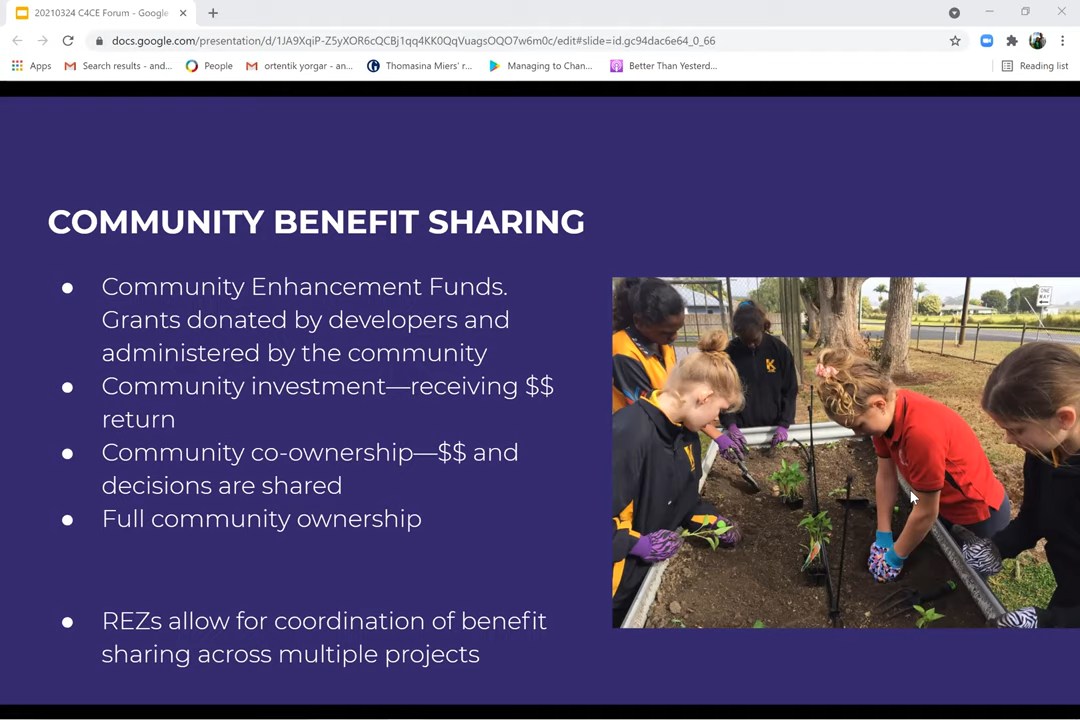 20210324 C4CE Forum - Google
docs.google.com/presentation/d/1JA9XqiP-Z5yXOR6cQCBj1qq4KK0QqVuagsOQO7w6m0c/edit#slide=id.gc94dac6e64_0_66
Apps Search results - and... People ortentik yorgar - an... Thomasina Miers' r... Managing to Chan... Better Than Yesterd... Reading list
COMMUNITY BENEFIT SHARING
● Community Enhancement Funds.
Grants donated by developers and
administered by the community
● Community investment—receiving $$
return
● Community co-ownership—$$ and
decisions are shared
● Full community ownership
● REZs allow for coordination of benefit
sharing across multiple projects
ONE
WAY
K